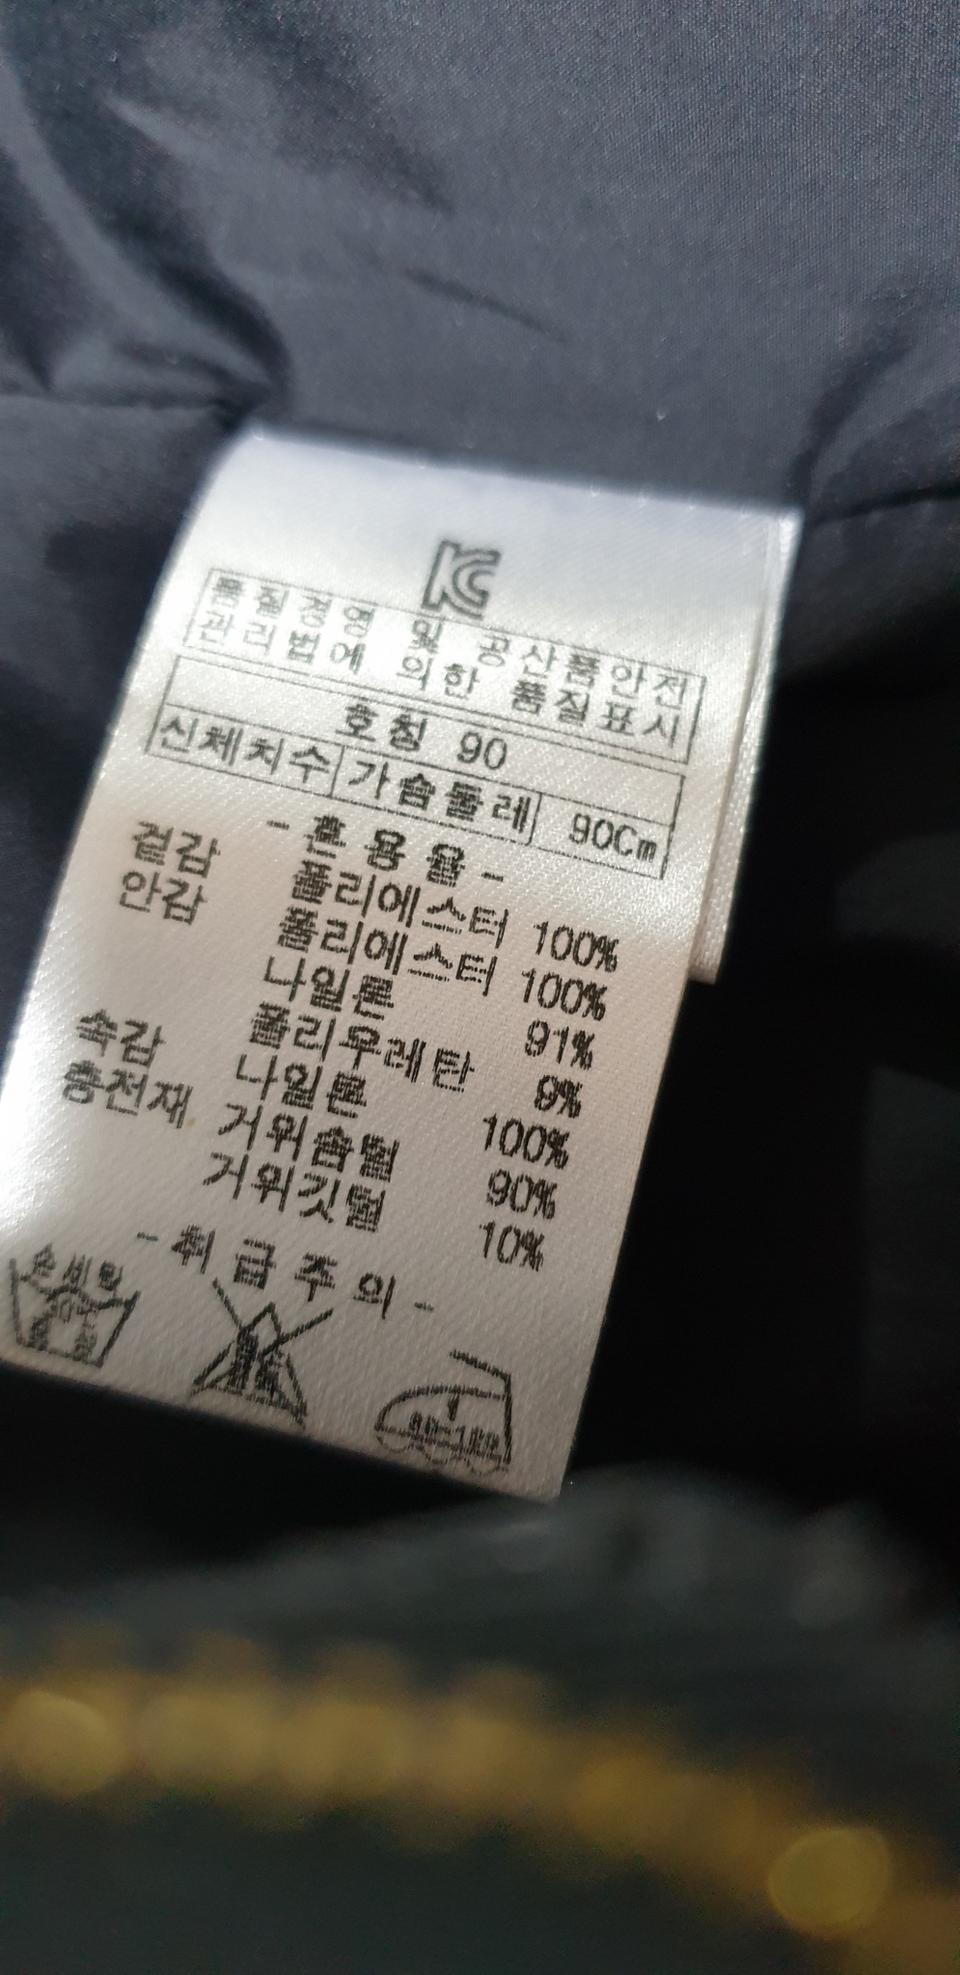 KC
품질경영 및 공산품안전
관리법에 의한 품질표시
호칭 90
신체치수 가슴둘레 90Cm
- 혼용율 -
겉감 폴리에스터 100%
안감 폴리에스터 100%
나일론 91%
폴리우레탄 9%
속감 나일론 100%
충전재 거위솜털 90%
거위깃털 10%
- 취급주의 -
손세탁